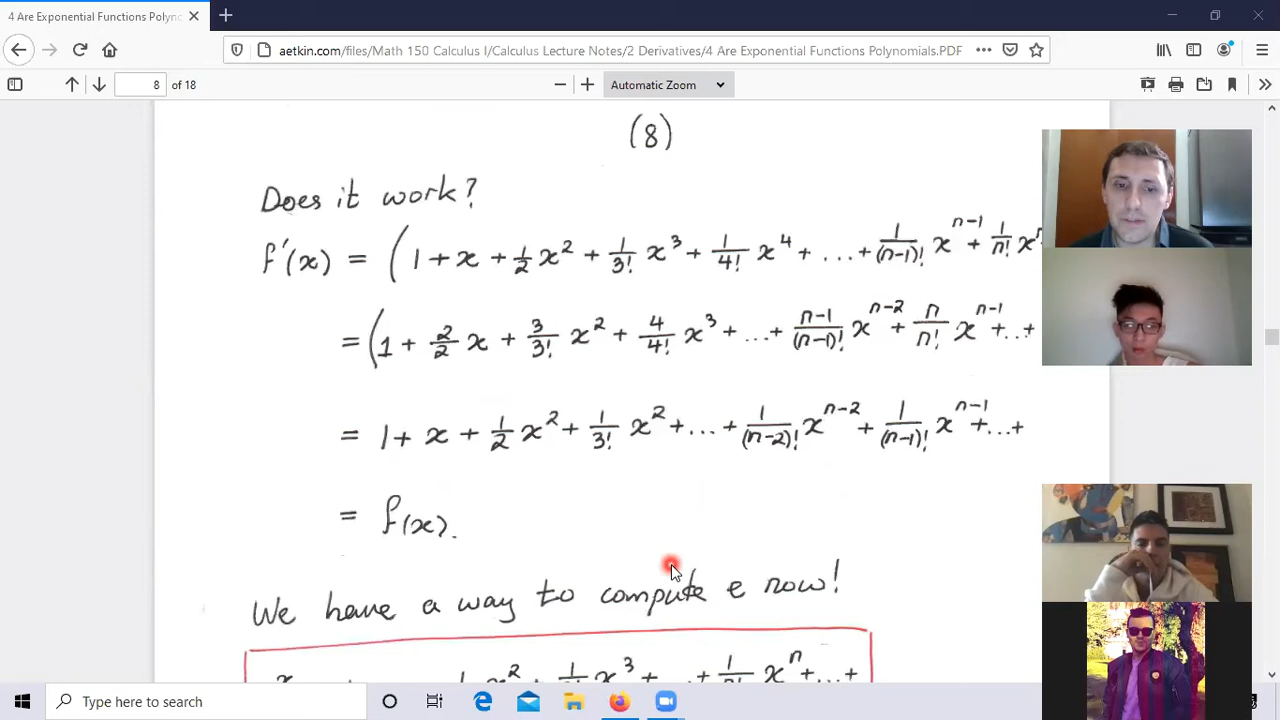 4 Are Exponential Functions Polync
aetkin.com/files/Math 150 Calculus I/Calculus Lecture Notes/2 Derivatives/4 Are Exponential Functions Polynomials.PDF
8 of 18
Automatic Zoom
(8)
Does it work?
f'(x) = (1 + x + 1/2 x^2 + 1/3! x^3 + 1/4! x^4 + ... + 1/(n-1)! x^{n-1} + 1/n! x^n
= (1 + 2/2 x + 3/3! x^2 + 4/4! x^3 + ... + n-1/(n-1)! x^{n-2} + n/n! x^{n-1} + ... +
= 1 + x + 1/2 x^2 + 1/3! x^2 + ... + 1/(n-2)! x^{n-2} + 1/(n-1)! x^{n-1} + ... +
= f(x).
We have a way to compute e now!
1/n! x^n + ... +
Type here to search